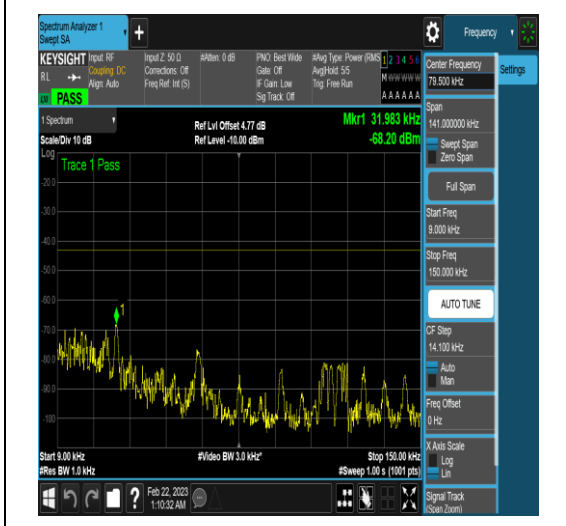 Spectrum Analyzer 1
Swept SA
Frequency
KEYSIGHT
Input: RF
Coupling: DC
Align: Auto
Input Z: 50 Ω
Corrections: Off
Freq Ref: Int (S)
#Atten: 0 dB
PNO: Best Wide
Gate: Off
IF Gain: Low
Sig Track: Off
#Avg Type: Power (RMS
Avg|Hold: 5/5
Trig: Free Run
1 2 3 4 5 6
M W W W W W
A A A A A A
R L
PASS
Center Frequency
79.500 kHz
Settings
Span
141.000000 kHz
Swept Span
Zero Span
Full Span
Start Freq
9.000 kHz
Stop Freq
150.000 kHz
AUTO TUNE
CF Step
14.100 kHz
Auto
Man
Freq Offset
0 Hz
X Axis Scale
Log
Lin
Signal Track
(Span Zoom)
1 Spectrum
Scale/Div 10 dB
Ref Lvl Offset 4.77 dB
Ref Level -10.00 dBm
Mkr1 31.983 kHz
-68.20 dBm
Log
Trace 1 Pass
-20.0
-30.0
-40.0
-50.0
-60.0
-70.0
-80.0
-90.0
-100
1
Start 9.00 kHz
#Res BW 1.0 kHz
#Video BW 3.0 kHz*
Stop 150.00 kHz
#Sweep 1.00 s (1001 pts)
Feb 22, 2023
1:10:32 AM